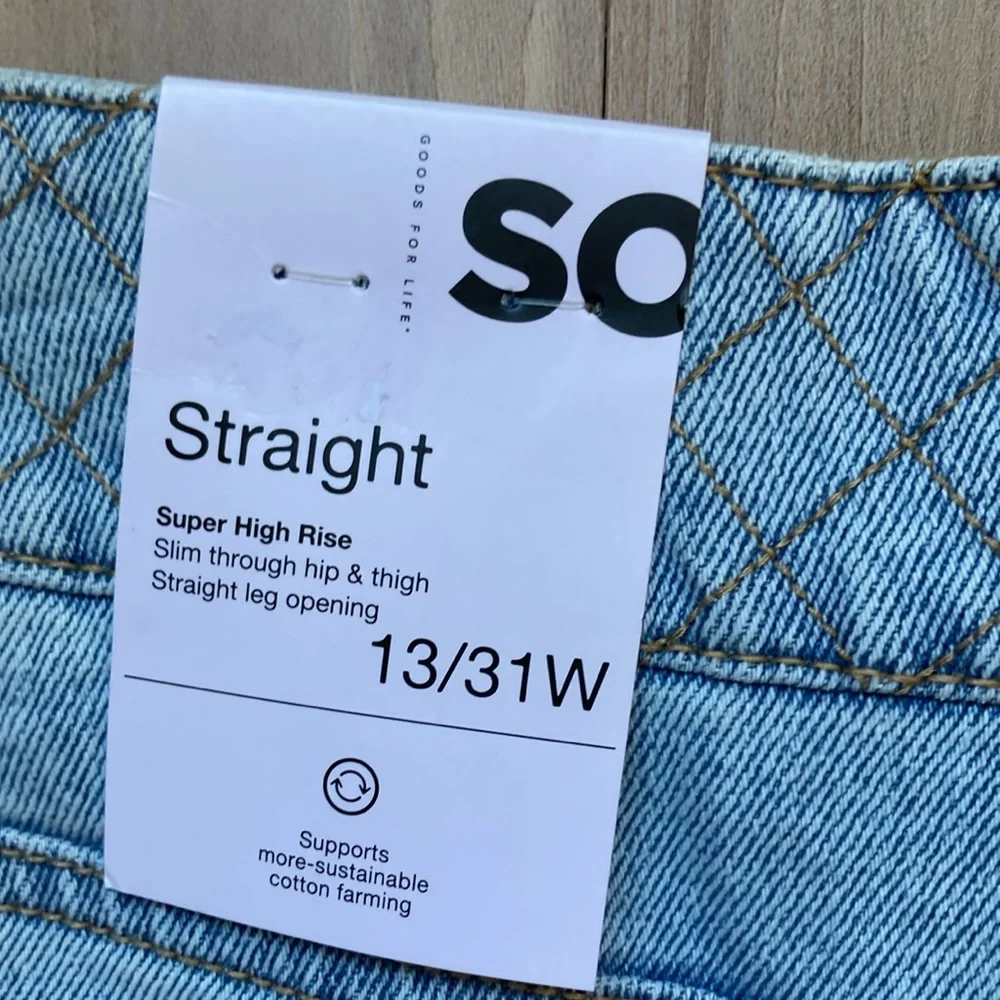 GOODS FOR LIFE
SO
Straight
Super High Rise
Slim through hip & thigh
Straight leg opening
13/31W
Supports
more-sustainable
cotton farming